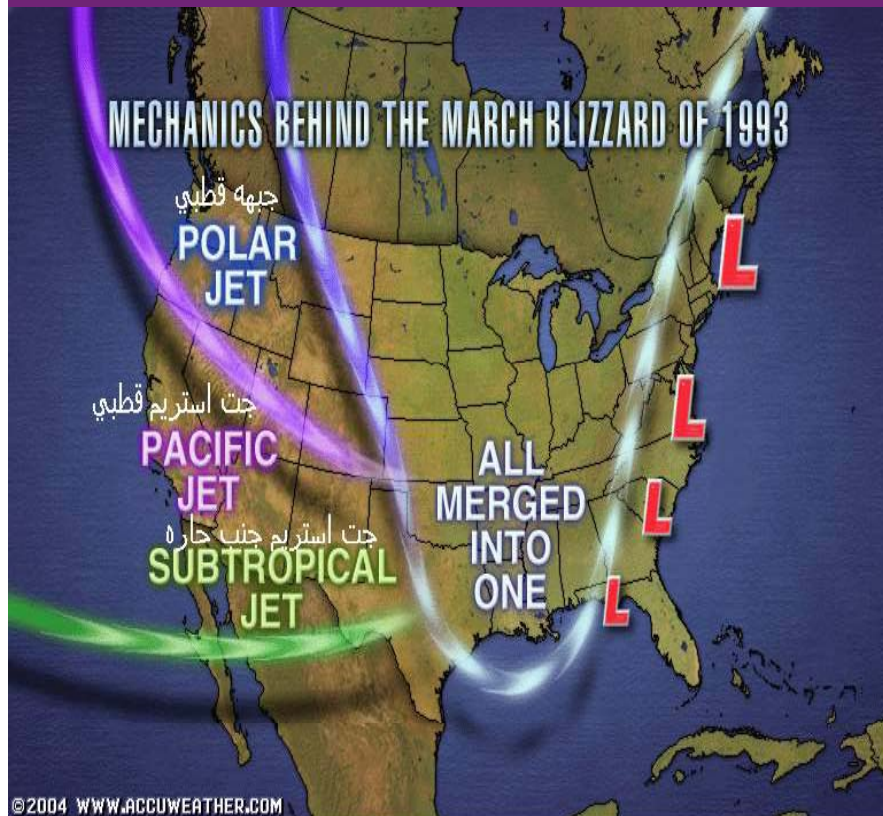 MECHANICS BEHIND THE MARCH BLIZZARD OF 1993
جبهه قطبي
POLAR
JET
جت استريم قطبي
PACIFIC
JET
جت استريم جنب حاره
SUBTROPICAL
JET
ALL
MERGED
INTO
ONE
L
L
L
L
©2004 WWW.ACCUWEATHER.COM